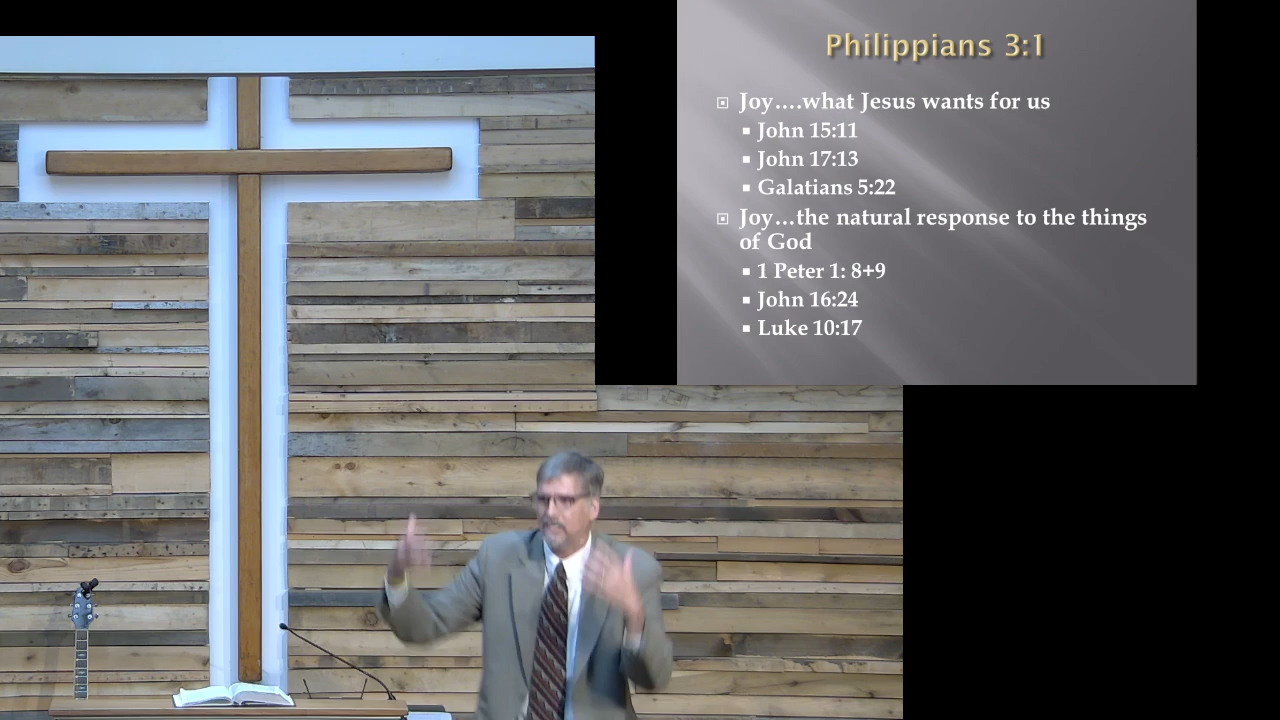 Philippians 3:1
Joy....what Jesus wants for us
John 15:11
John 17:13
Galatians 5:22
Joy...the natural response to the things
of God
1 Peter 1: 8+9
John 16:24
Luke 10:17